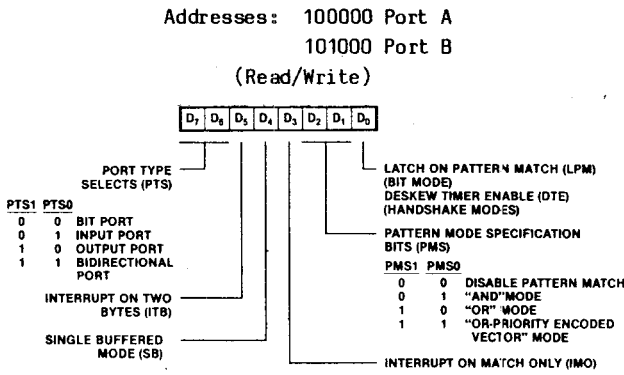 Addresses: 100000 Port A
101000 Port B
(Read/Write)
D7 D6 D5 D4 D3 D2 D1 D0
PORT TYPE
SELECTS (PTS)
PTS1 PTS0
0 0 BIT PORT
0 1 INPUT PORT
1 0 OUTPUT PORT
1 1 BIDIRECTIONAL
PORT
INTERRUPT ON TWO
BYTES (ITB)
SINGLE BUFFERED
MODE (SB)
LATCH ON PATTERN MATCH (LPM)
(BIT MODE)
DESKEW TIMER ENABLE (DTE)
(HANDSHAKE MODES)
PATTERN MODE SPECIFICATION
BITS (PMS)
PMS1 PMS0
0 0 DISABLE PATTERN MATCH
0 1 "AND" MODE
1 0 "OR" MODE
1 1 "OR-PRIORITY ENCODED
VECTOR" MODE
INTERRUPT ON MATCH ONLY (IMO)